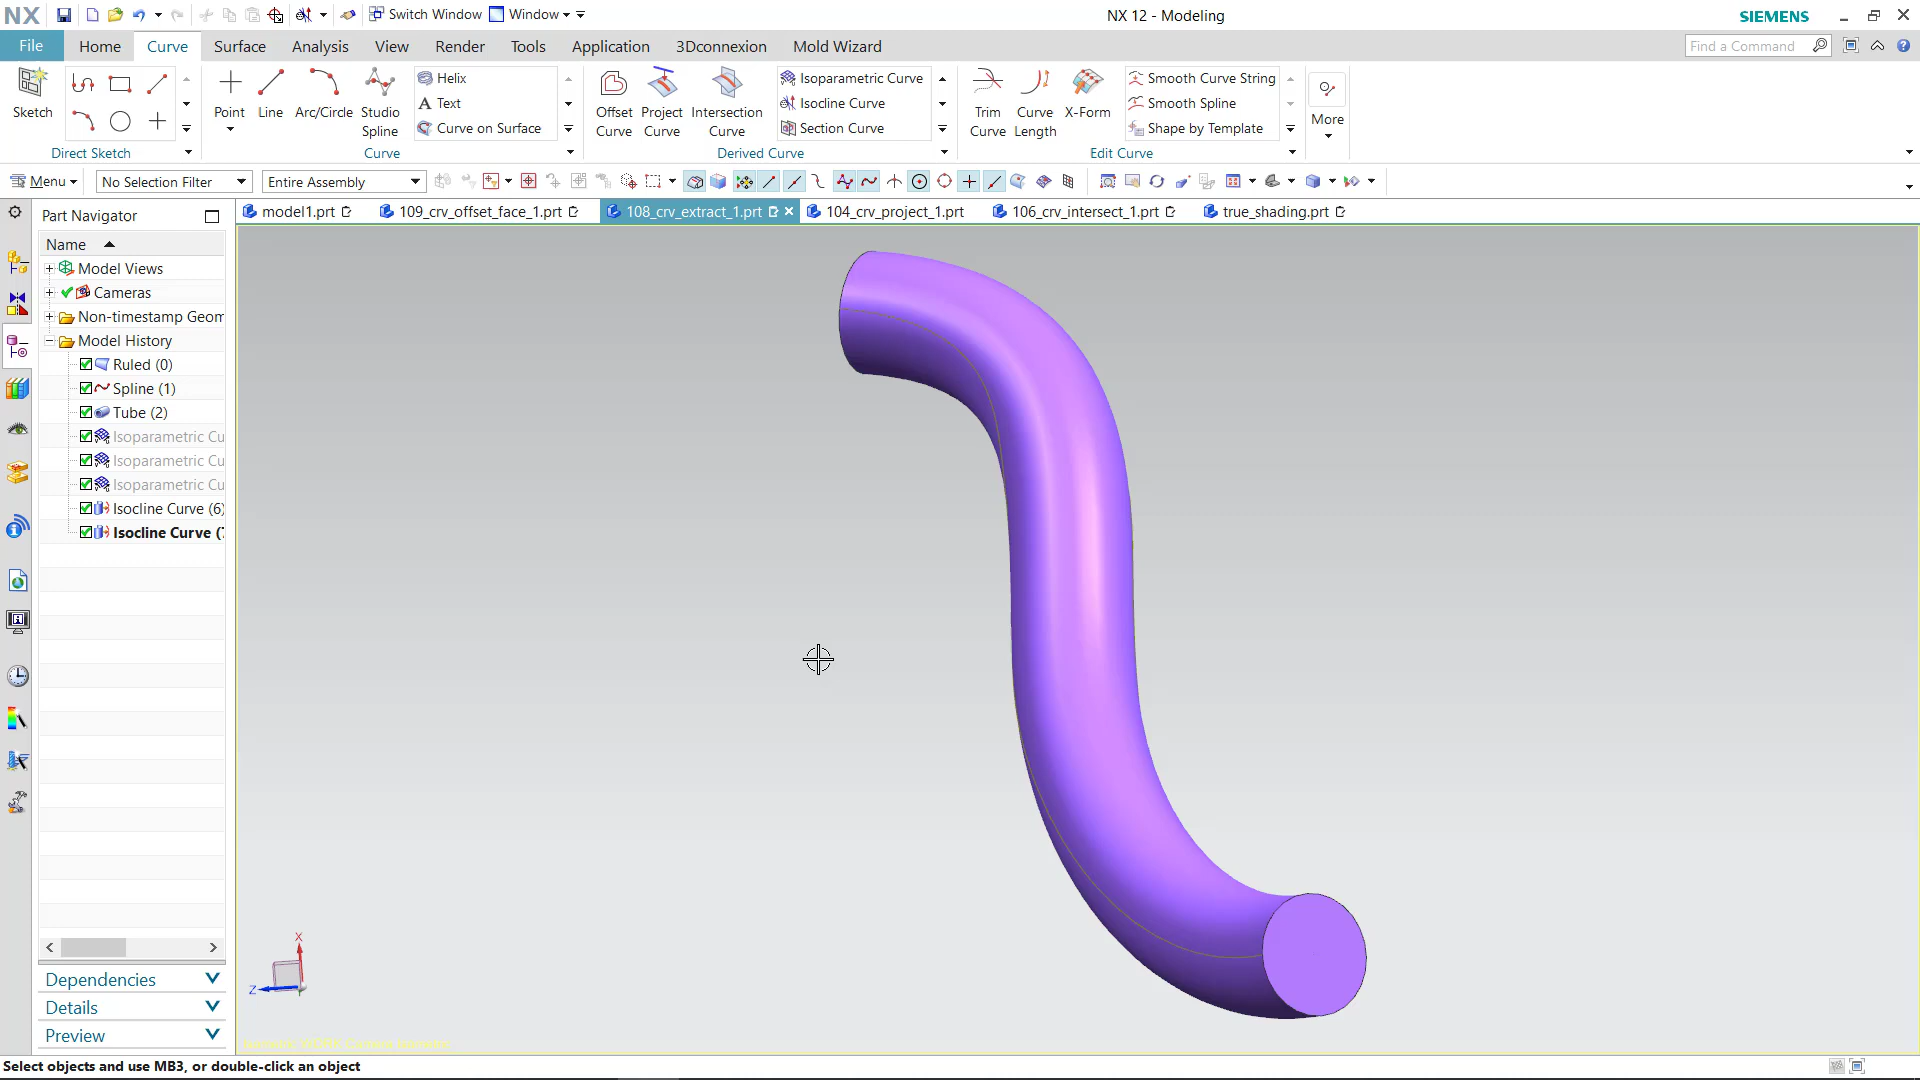 NX Switch Window Window NX 12 - Modeling SIEMENS
File Home Curve Surface Analysis View Render Tools Application 3Dconnexion Mold Wizard Find a Command
Sketch Point Line Arc/Circle Studio Spline Helix Offset Curve Project Curve Intersection Curve Isoparametric Curve Trim Curve Curve Length X-Form Smooth Curve String More
Text Isocline Curve Smooth Spline
Curve on Surface Section Curve Shape by Template
Direct Sketch Curve Derived Curve Edit Curve
Menu No Selection Filter Entire Assembly
Part Navigator model1.prt 109_crv_offset_face_1.prt 108_crv_extract_1.prt 104_crv_project_1.prt 106_crv_intersect_1.prt true_shading.prt
Name
Model Views
Cameras
Non-timestamp Geom
Model History
Ruled (0)
Spline (1)
Tube (2)
Isoparametric Cu
Isoparametric Cu
Isoparametric Cu
Isocline Curve (6)
Isocline Curve (7
X
Z
Dependencies
Details
Preview
Select objects and use MB3, or double-click an object